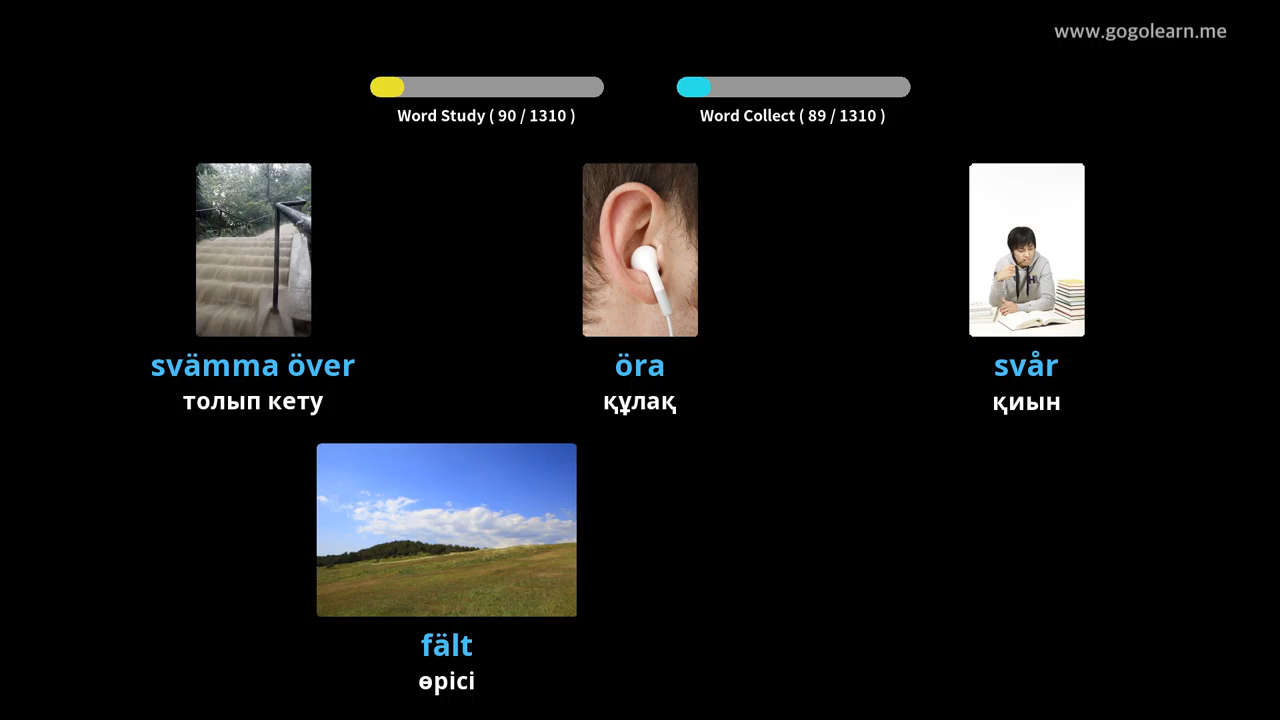 www.gogolearn.me
Word Study ( 90 / 1310 )
Word Collect ( 89 / 1310 )
svämma över
толып кету
öra
құлақ
svår
қиын
fält
өрісі